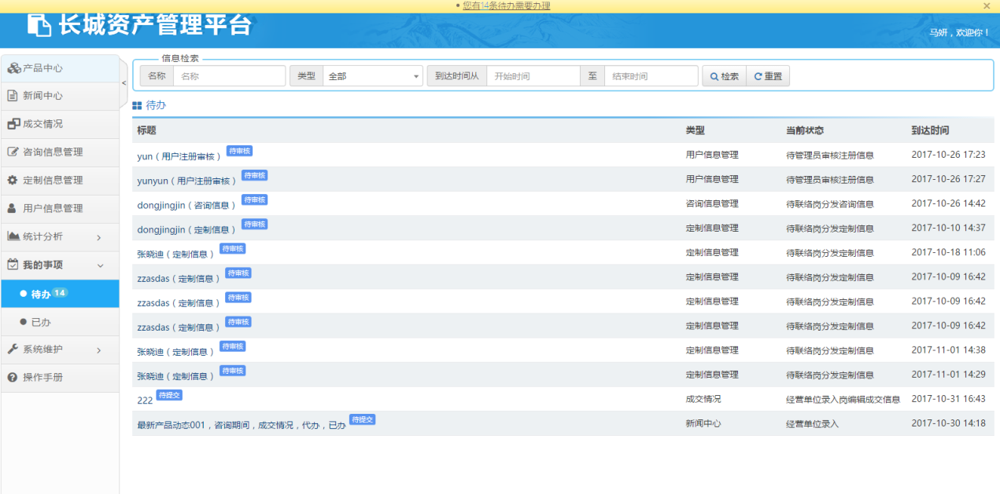 您有14条待办需要办理
长城资产管理平台
马妍，欢迎你！
产品中心
新闻中心
成交情况
咨询信息管理
定制信息管理
用户信息管理
统计分析
我的事项
待办 14
已办
系统维护
操作手册
<
信息检索
名称 名称 类型 全部 到达时间从 开始时间 至 结束时间 检索 重置
待办
标题 类型 当前状态 到达时间
yun（用户注册审核） 待审核 用户信息管理 待管理员审核注册信息 2017-10-26 17:23
yunyun（用户注册审核） 待审核 用户信息管理 待管理员审核注册信息 2017-10-26 17:27
dongjingjin（咨询信息） 待审核 咨询信息管理 待联络岗分发咨询信息 2017-10-26 14:42
dongjingjin（定制信息） 待审核 定制信息管理 待联络岗分发定制信息 2017-10-10 14:37
张晓迪（定制信息） 待审核 定制信息管理 待联络岗分发定制信息 2017-10-18 11:06
zzasdas（定制信息） 待审核 定制信息管理 待联络岗分发定制信息 2017-10-09 16:42
zzasdas（定制信息） 待审核 定制信息管理 待联络岗分发定制信息 2017-10-09 16:42
zzasdas（定制信息） 待审核 定制信息管理 待联络岗分发定制信息 2017-10-09 16:42
张晓迪（定制信息） 待审核 定制信息管理 待联络岗分发定制信息 2017-11-01 14:38
张晓迪（定制信息） 待审核 定制信息管理 待联络岗分发定制信息 2017-11-01 14:29
222 待提交 成交情况 经营单位录入岗编辑成交信息 2017-10-31 16:43
最新产品动态001，咨询期间，成交情况，代办，已办 待提交 新闻中心 经营单位录入 2017-10-30 14:18